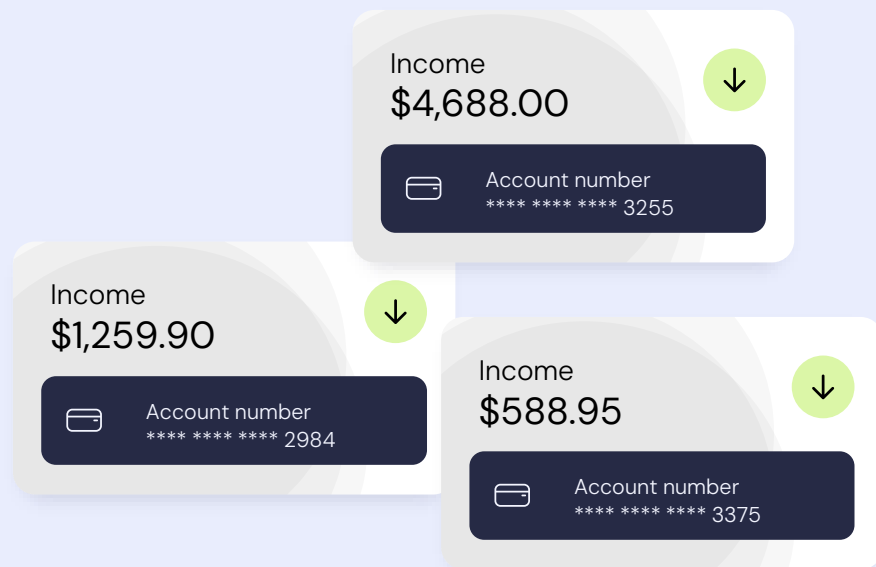 Income
$4,688.00
Account number
**** **** **** 3255
Income
$1,259.90
Account number
**** **** **** 2984
Income
$588.95
Account number
**** **** **** 3375